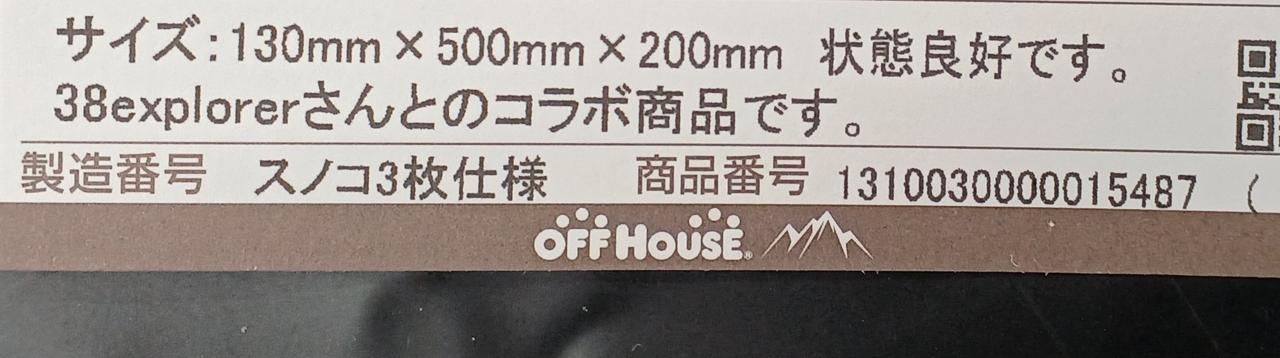 サイズ:130mm×500mm×200mm 状態良好です。
38explorerさんとのコラボ商品です。
製造番号 スノコ3枚仕様 商品番号 1310030000015487 (
OFF HOUSE®